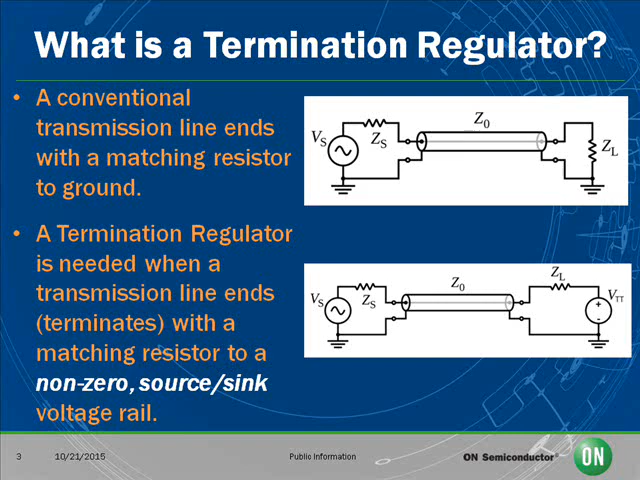 What is a Termination Regulator?
• A conventional
transmission line ends
with a matching resistor
to ground.
Z0
VS
ZS
ZL
• A Termination Regulator
is needed when a
transmission line ends
(terminates) with a
matching resistor to a
non-zero, source/sink
voltage rail.
ZL
Z0
VS
ZS
VTT
+
-
3 10/21/2015 Public Information ON Semiconductor® ON